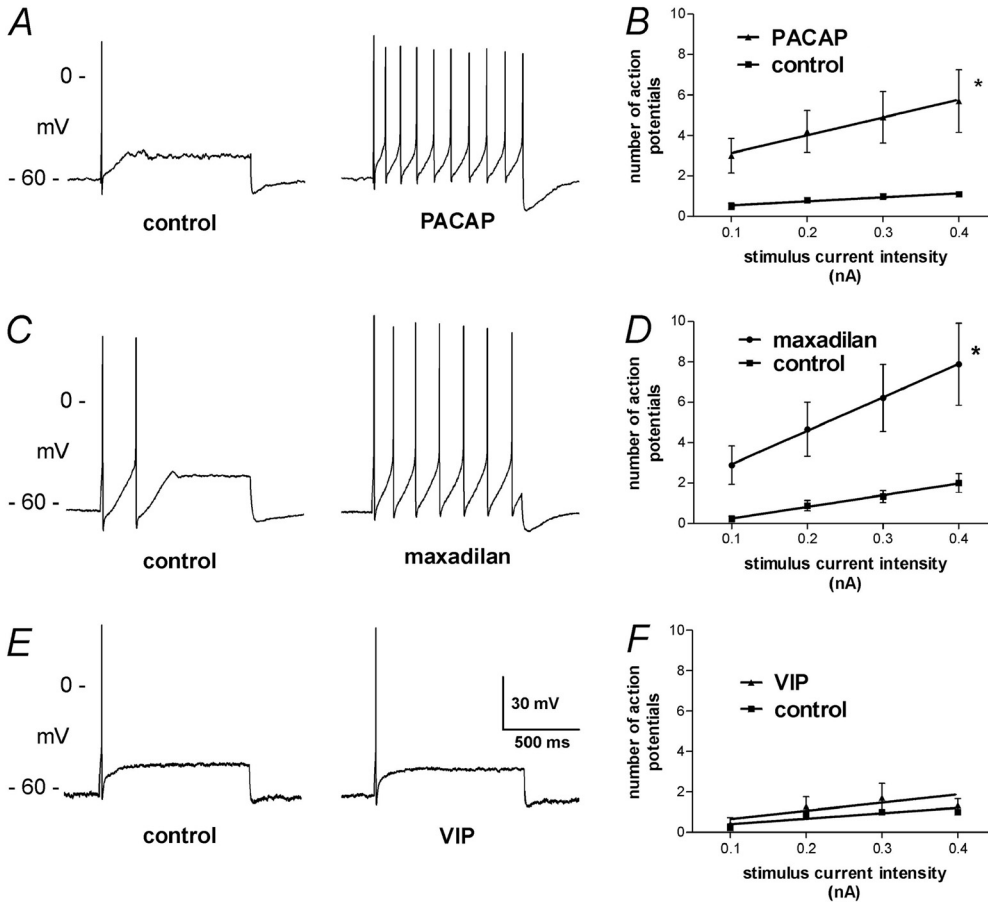 A
0 -
mV
- 60 -
control
PACAP
B
number of action
potentials
10
8
6
4
2
0
PACAP
control
*
0.1 0.2 0.3 0.4
stimulus current intensity
(nA)
C
0 -
mV
- 60 -
control
maxadilan
D
number of action
potentials
10
8
6
4
2
0
maxadilan
control
*
0.1 0.2 0.3 0.4
stimulus current intensity
(nA)
E
0 -
mV
- 60 -
control
VIP
30 mV
500 ms
F
number of action
potentials
10
8
6
4
2
0
VIP
control
0.1 0.2 0.3 0.4
stimulus current intensity
(nA)